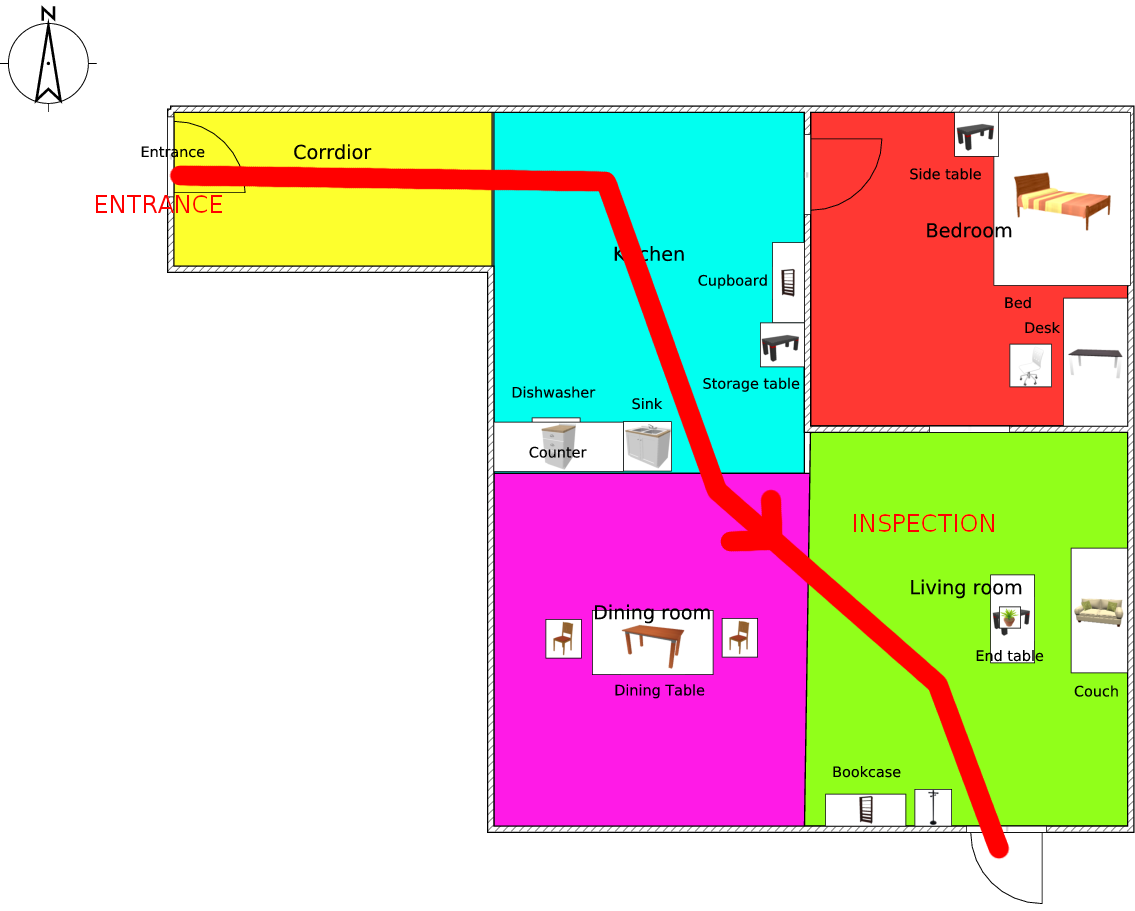 N
Entrance
Corrdior
ENTRANCE
Side table
Bedroom
Kitchen
Cupboard
Bed
Desk
Storage table
Dishwasher
Sink
Counter
INSPECTION
Living room
Dining room
End table
Dining Table
Couch
Bookcase